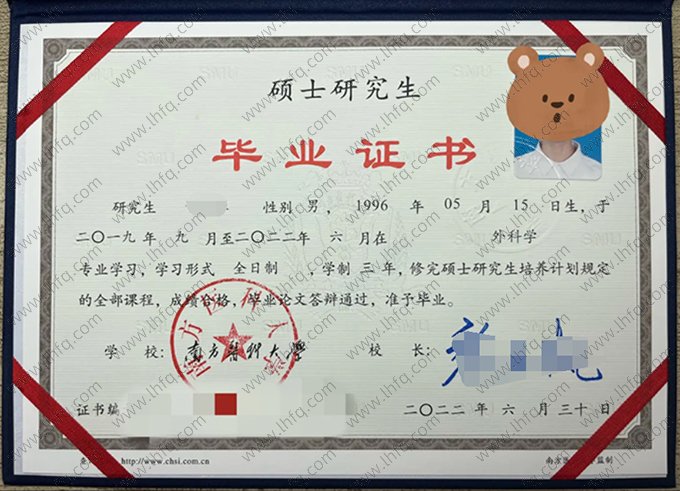 硕士研究生
毕业证书
研究生 性别 男 ， 1996 年 05 月 15 日生，于
二〇一九 年 九 月至二〇二二 年 六 月在 外科学
专业学习，学习形式 全日制 ，学制 三 年，修完硕士研究生培养计划规定
的全部课程，成绩合格，毕业论文答辩通过，准予毕业。
学 校： 南方医科大学 校 长：
证书编
二〇二二 年 六 月 三十 日
http://www.chsi.com.cn 监制
www.lhfq.com